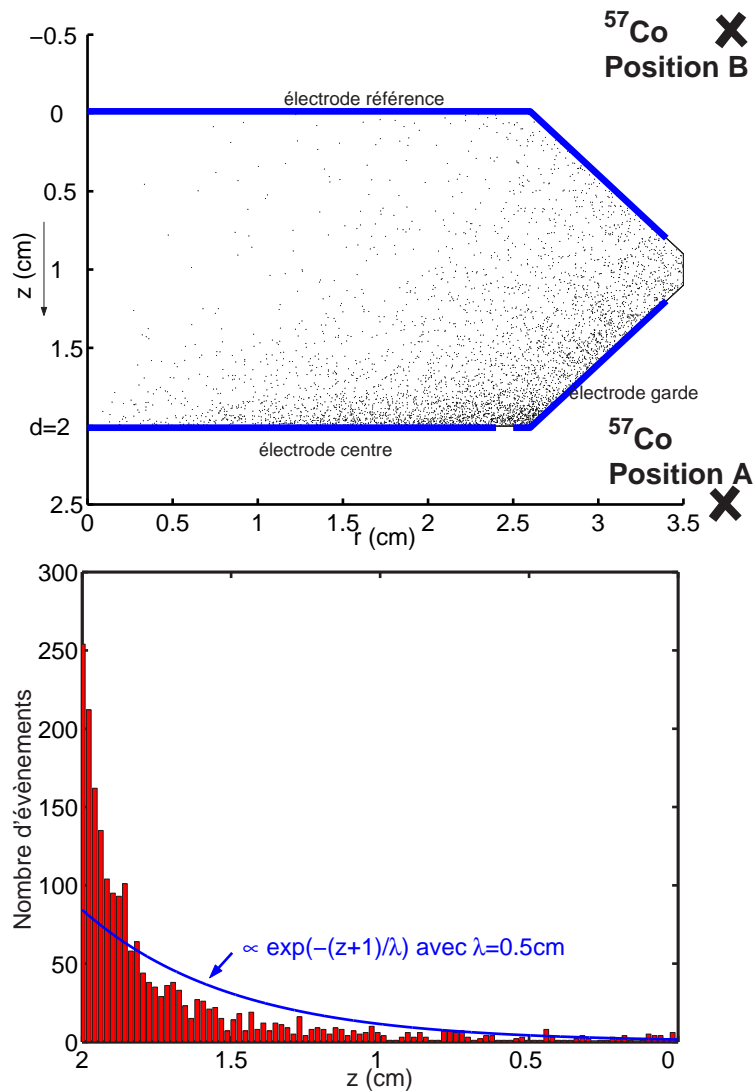 −0.5
0
0.5
1
1.5
d=2
2.5
z (cm)
0
0.5
1
1.5
2
2.5
3
3.5
r (cm)
57Co
Position B
électrode référence
électrode garde
électrode centre
57Co
Position A
300
250
200
150
100
50
0
Nombre d'évènements
∝ exp(−(z+1)/λ) avec λ=0.5cm
2
1.5
1
0.5
0
z (cm)